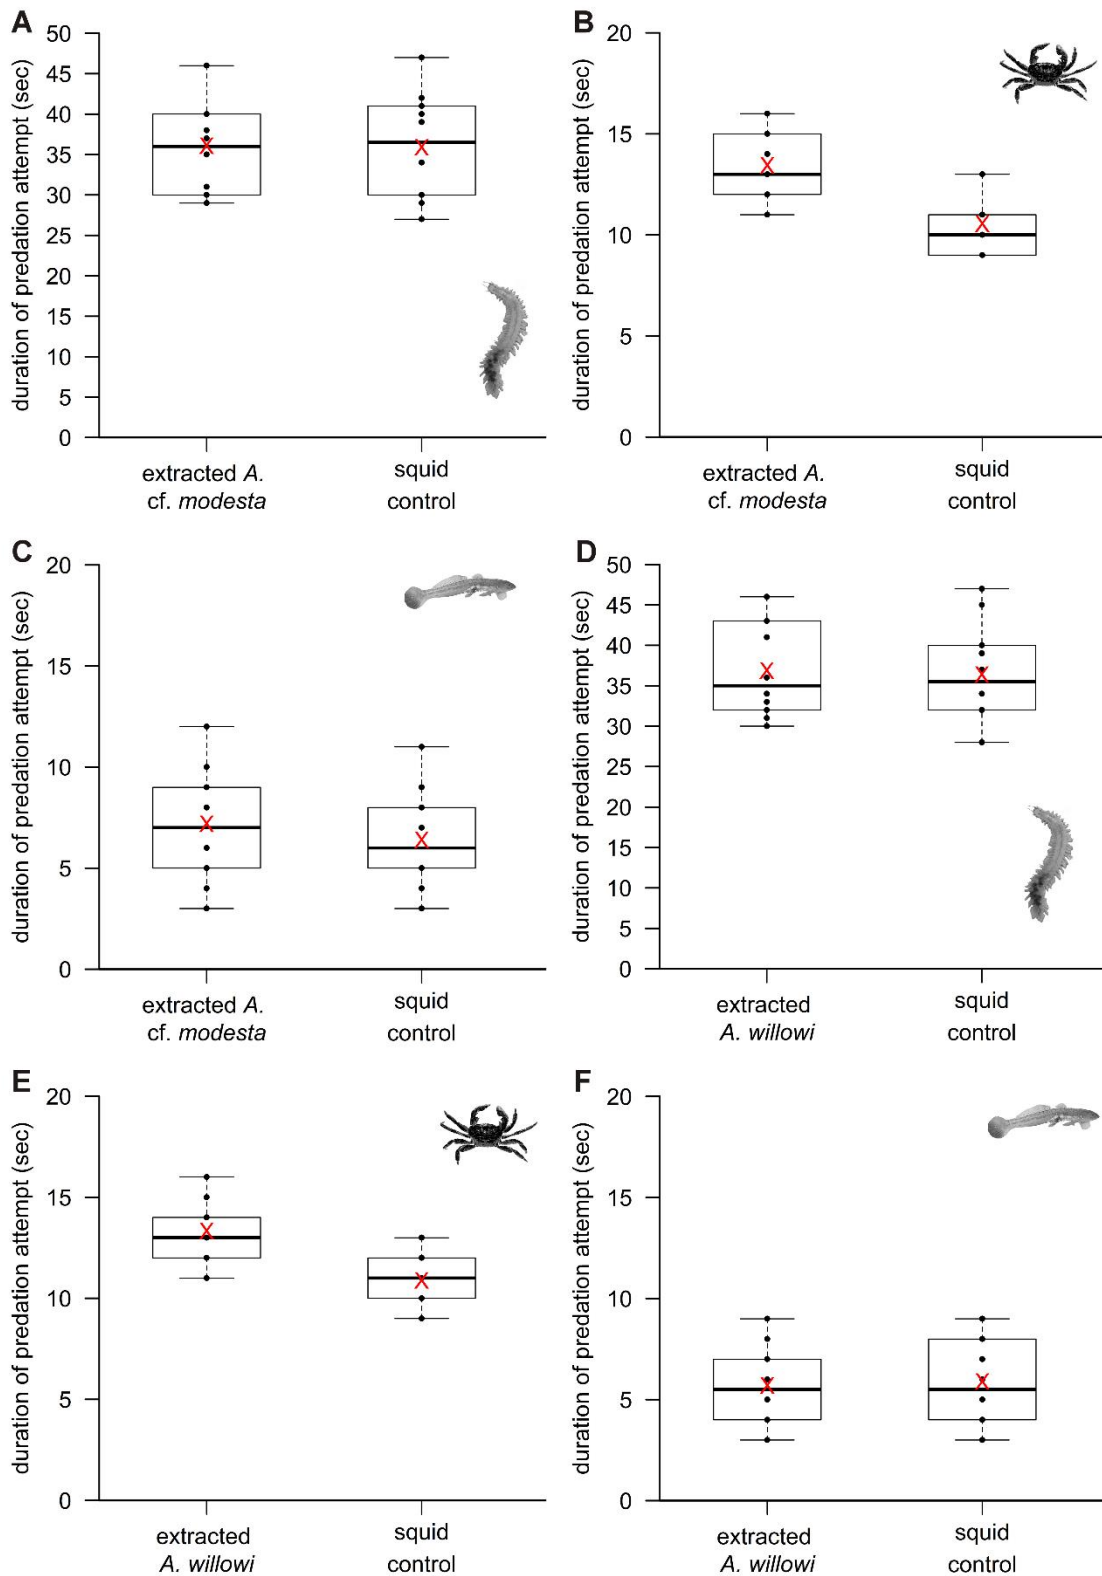 A
duration of predation attempt (sec)
50
45
40
35
30
25
20
15
10
5
0
extracted A.
cf. modesta
squid
control
B
duration of predation attempt (sec)
20
15
10
5
0
extracted A.
cf. modesta
squid
control
C
duration of predation attempt (sec)
20
15
10
5
0
extracted A.
cf. modesta
squid
control
D
duration of predation attempt (sec)
50
45
40
35
30
25
20
15
10
5
0
extracted
A. willowi
squid
control
E
duration of predation attempt (sec)
20
15
10
5
0
extracted
A. willowi
squid
control
F
duration of predation attempt (sec)
20
15
10
5
0
extracted
A. willowi
squid
control